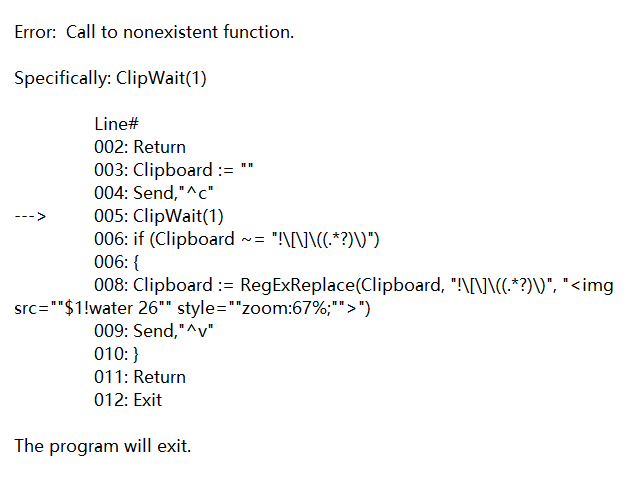 Error:  Call to nonexistent function.
Specifically: ClipWait(1)
Line#
002: Return
003: Clipboard := ""
004: Send,"^c"
---> 005: ClipWait(1)
006: if (Clipboard ~= "!\[\]\((.*?)\)")
006: {
008: Clipboard := RegExReplace(Clipboard, "!\[\]\((.*?)\)", "<img
src=""$1!water 26"" style=""zoom:67%;"">")
009: Send,"^v"
010: }
011: Return
012: Exit
The program will exit.